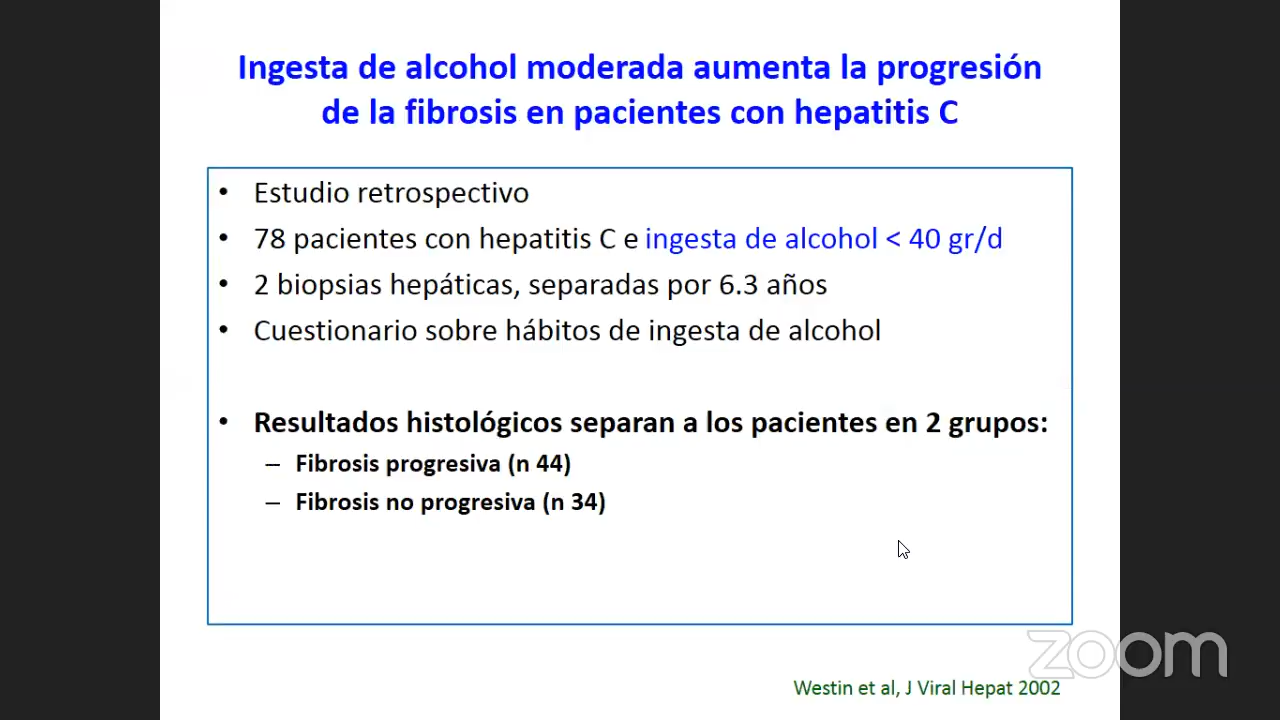 Ingesta de alcohol moderada aumenta la progresión
de la fibrosis en pacientes con hepatitis C
• Estudio retrospectivo
• 78 pacientes con hepatitis C e ingesta de alcohol < 40 gr/d
• 2 biopsias hepáticas, separadas por 6.3 años
• Cuestionario sobre hábitos de ingesta de alcohol
• Resultados histológicos separan a los pacientes en 2 grupos:
– Fibrosis progresiva (n 44)
– Fibrosis no progresiva (n 34)
zoom
Westin et al, J Viral Hepat 2002